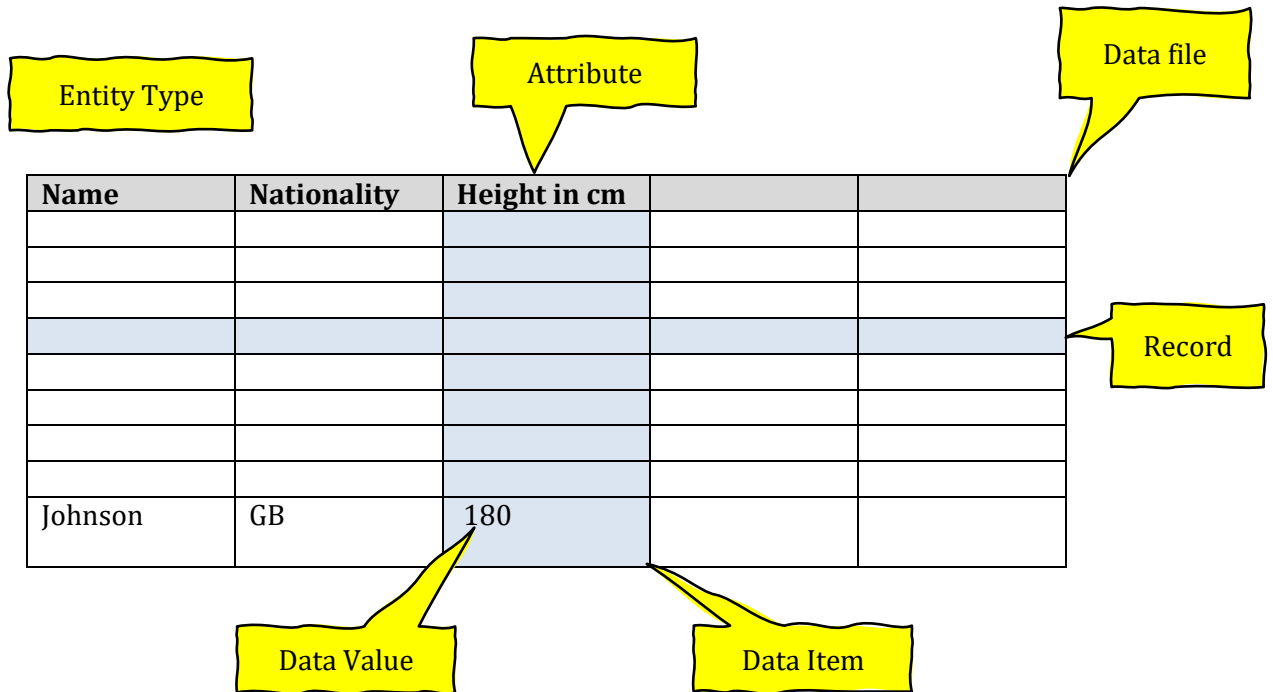 Data file
Attribute
Entity Type
Name Nationality Height in cm
Record
Johnson GB 180
Data Value Data Item